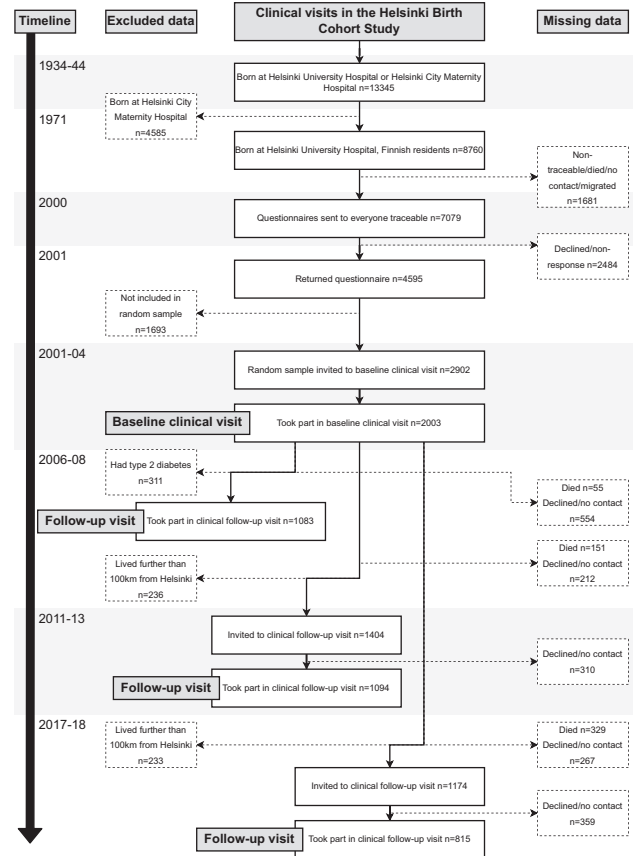 Timeline
Excluded data
Clinical visits in the Helsinki Birth
Cohort Study
Missing data
1934-44
Born at Helsinki University Hospital or Helsinki City Maternity
Hospital n=13345
Born at Helsinki City
Maternity Hospital
n=4585
1971
Born at Helsinki University Hospital, Finnish residents n=8760
Non-
traceable/died/no
contact/migrated
n=1681
2000
Questionnaires sent to everyone traceable n=7079
Declined/non-
response n=2484
2001
Returned questionnaire n=4595
Not included in
random sample
n=1693
2001-04
Random sample invited to baseline clinical visit n=2902
Baseline clinical visit
Took part in baseline clinical visit n=2003
2006-08
Had type 2 diabetes
n=311
Died n=55
Declined/no contact
n=554
Follow-up visit
Took part in clinical follow-up visit n=1083
Died n=151
Declined/no contact
n=212
Lived further than
100km from Helsinki
n=236
2011-13
Invited to clinical follow-up visit n=1404
Declined/no contact
n=310
Follow-up visit
Took part in clinical follow-up visit n=1094
2017-18
Lived further than
100km from Helsinki
n=233
Died n=329
Declined/no contact
n=267
Invited to clinical follow-up visit n=1174
Declined/no contact
n=359
Follow-up visit
Took part in clinical follow-up visit n=815